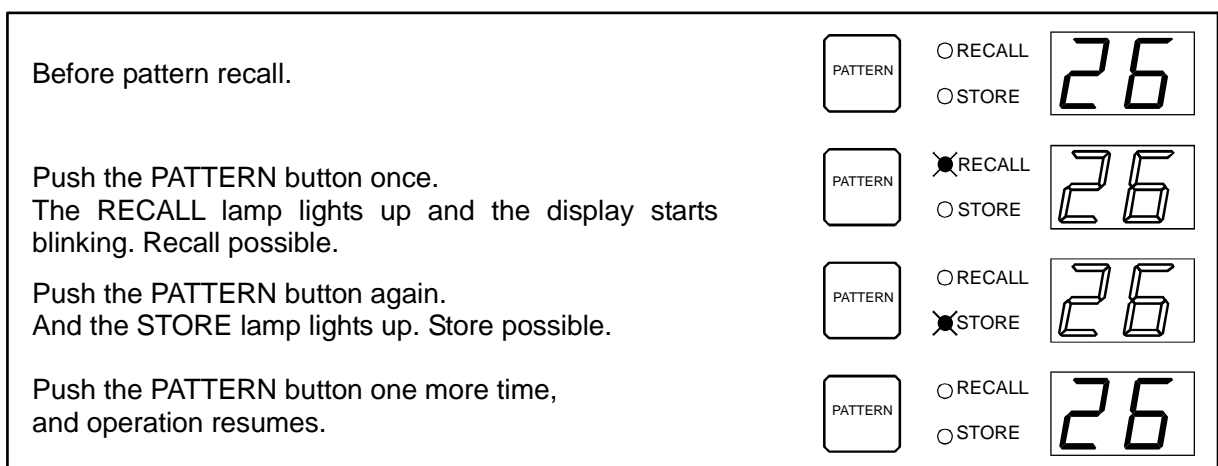 Before pattern recall.
PATTERN
RECALL
STORE
26
Push the PATTERN button once.
The RECALL lamp lights up and the display starts
blinking. Recall possible.
PATTERN
RECALL
STORE
26
Push the PATTERN button again.
And the STORE lamp lights up. Store possible.
PATTERN
RECALL
STORE
26
Push the PATTERN button one more time,
and operation resumes.
PATTERN
RECALL
STORE
26